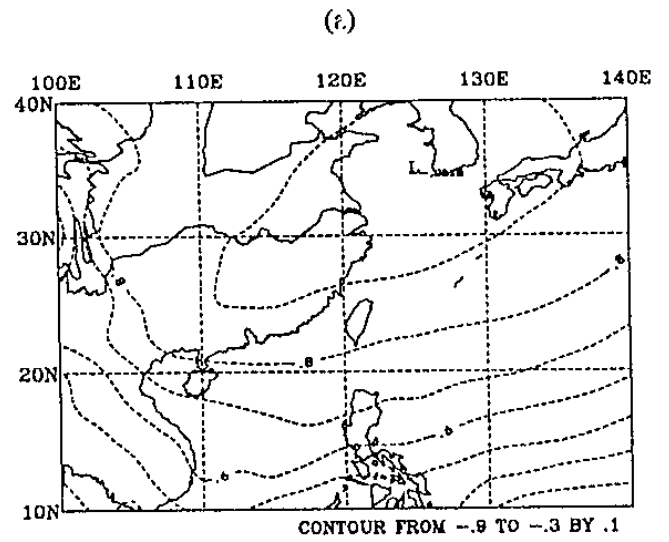 (a)
100E 110E 120E 130E 140E
40N
30N
.8
.8
.8
20N
.6
.6
10N
CONTOUR FROM -.9 TO -.3 BY .1